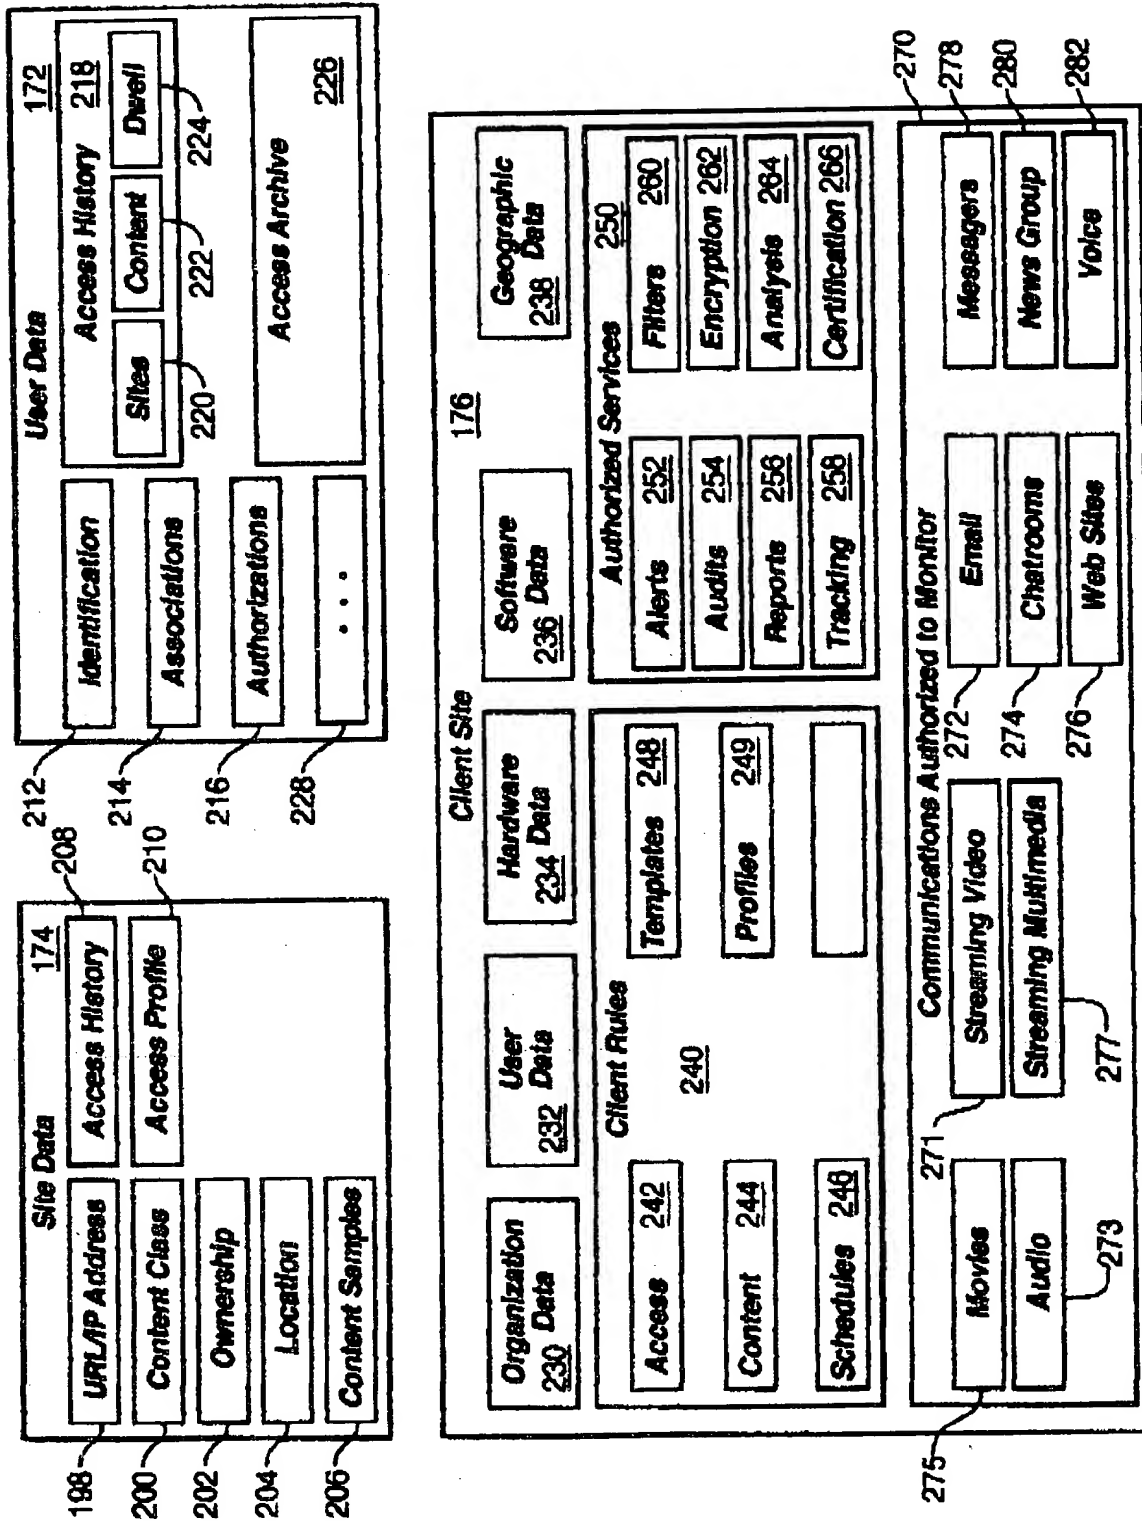 Site Data
174
198
URL/IP Address
200
Content Class
202
Ownership
204
Location
206
Content Samples
Access History
208
Access Profile
210
User Data
172
212
Identification
214
Associations
216
Authorizations
228
. . .
Access History
218
Sites
Content
Dwell
220
222
224
Access Archive
226
Client Site
176
Organization
230 Data
User
232 Data
Hardware
234 Data
Software
236 Data
Geographic
238 Data
Client Rules
240
Access 242
Content 244
Schedules 246
Templates 248
Profiles 249
Authorized Services
250
Alerts 252
Audits 254
Reports 256
Tracking 258
Filters 260
Encryption 262
Analysis 264
Certification 266
Communications Authorized to Monitor
270
275
Movies
Audio
273
271
Streaming Video
Streaming Multimedia
277
272
Email
274
Chatrooms
276
Web Sites
Messagers
278
News Group
280
Voice
282